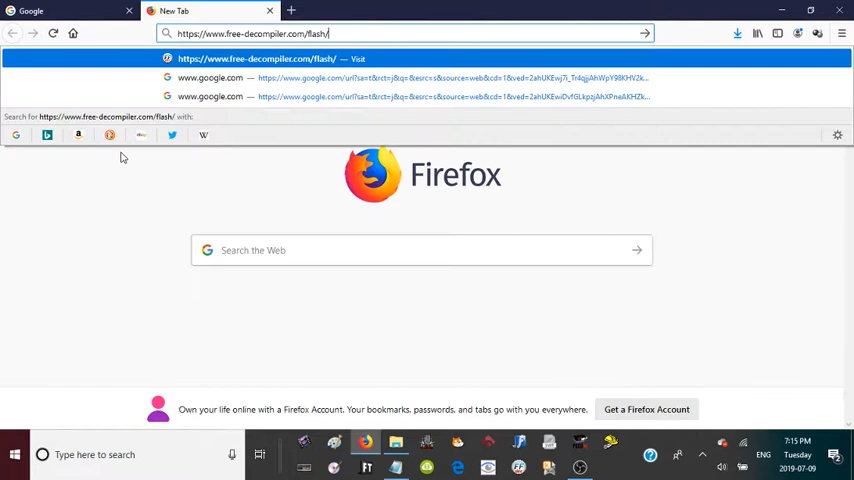 Google
New Tab
https://www.free-decompiler.com/flash/
https://www.free-decompiler.com/flash/ — Visit
www.google.com — https://www.google.com/url?sa=t&rct=j&q=&esrc=s&source=web&cd=1&ved=2ahUKEwj7i_Tr4qjjAhWpY98KHV2k...
www.google.com — https://www.google.com/url?sa=t&rct=j&q=&esrc=s&source=web&cd=1&ved=2ahUKEwiDvfGLkpzjAhXPneAKHZk...
Search for https://www.free-decompiler.com/flash/ with:
Firefox
Search the Web
Own your life online with a Firefox Account. Your bookmarks, passwords, and tabs go with you everywhere.
Get a Firefox Account
Type here to search
ENG
7:15 PM
Tuesday
2019-07-09
2